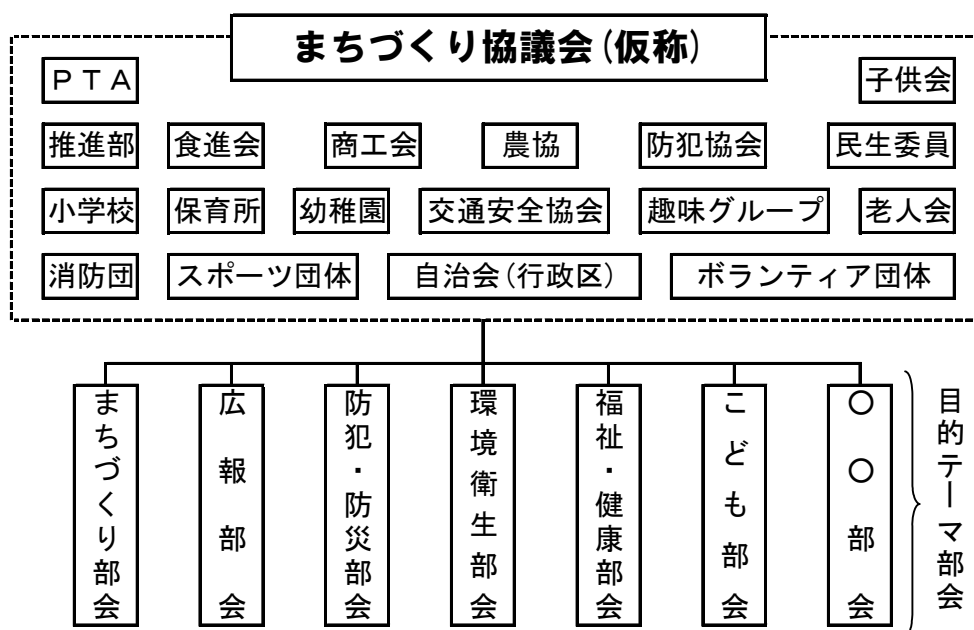 まちづくり協議会（仮称）
ＰＴＡ 子供会
推進部 食進会 商工会 農協 防犯協会 民生委員
小学校 保育所 幼稚園 交通安全協会 趣味グループ 老人会
消防団 スポーツ団体 自治会（行政区） ボランティア団体
まちづくり部会
広報部会
防犯・防災部会
環境衛生部会
福祉・健康部会
こども部会
〇〇部会
目的テーマ部会